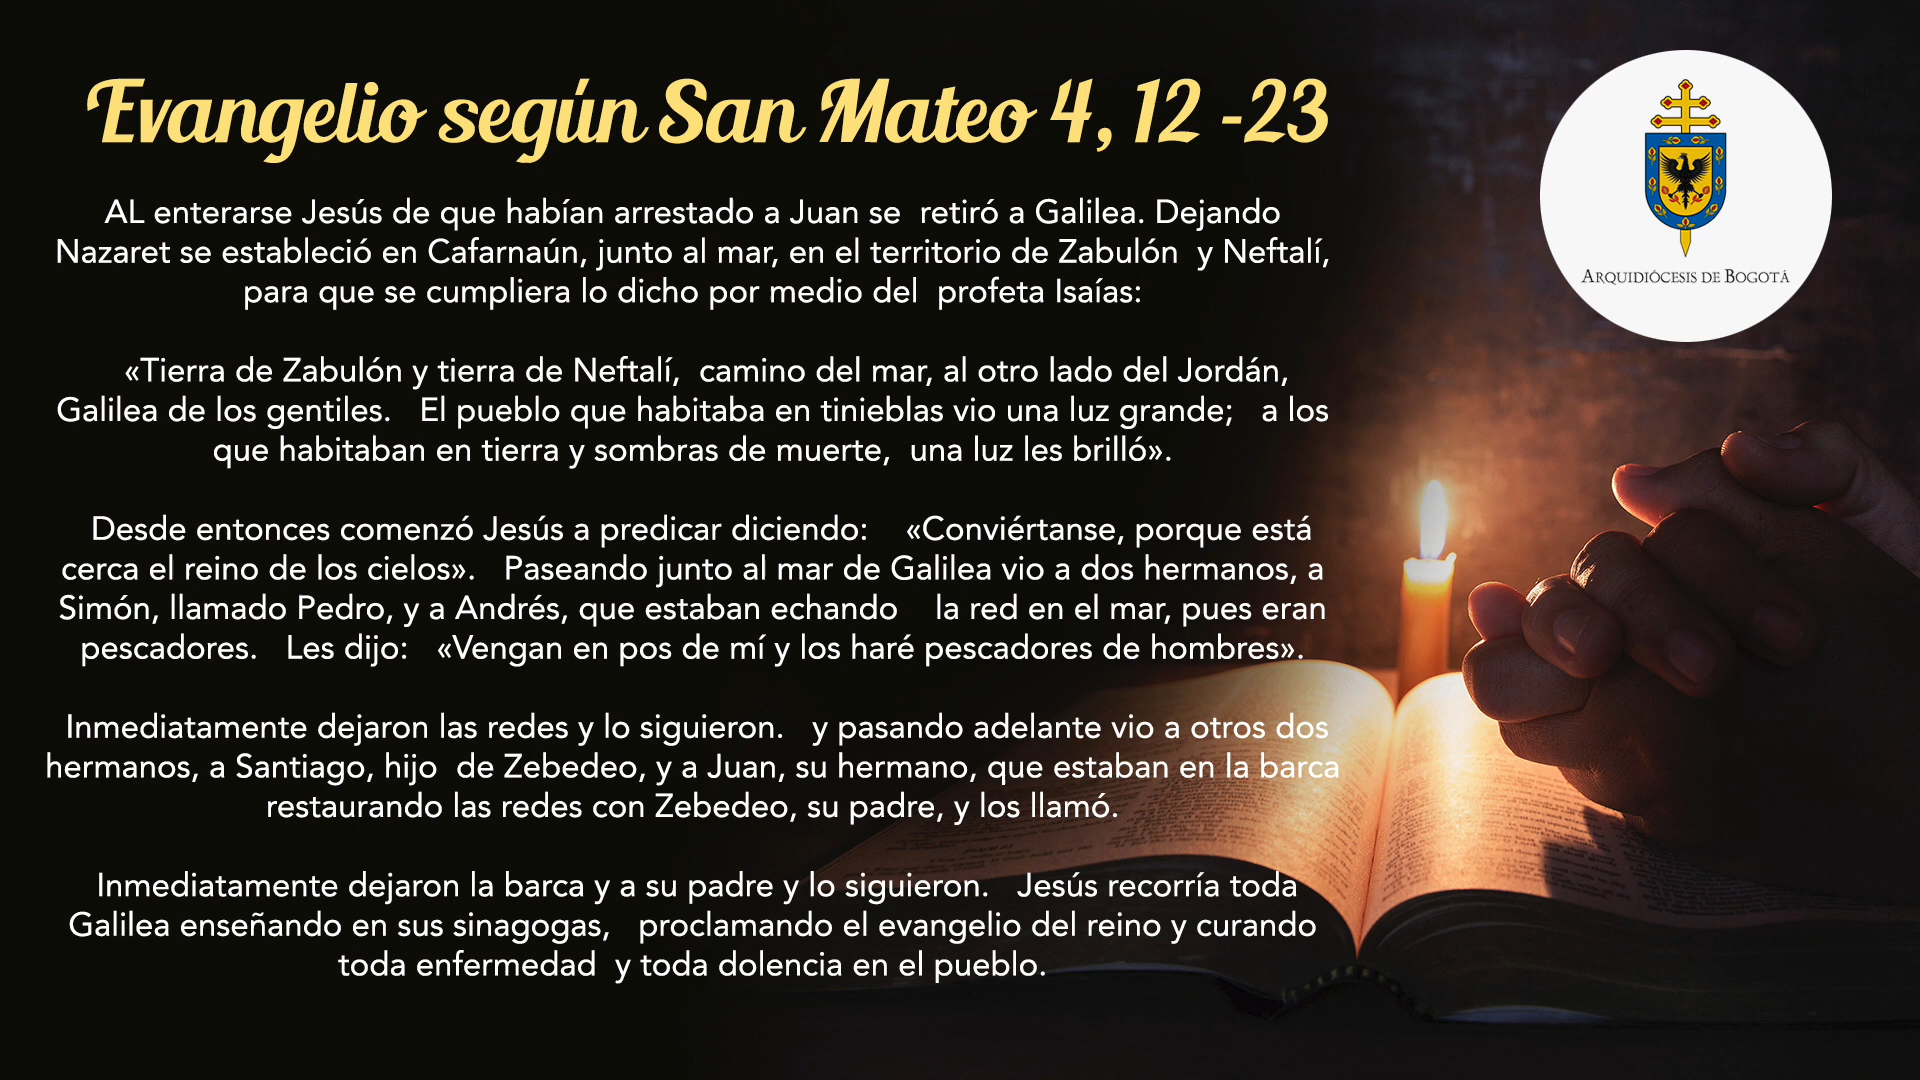 Evangelio según San Mateo 4, 12 -23
ARQUIDIÓCESIS DE BOGOTÁ
AL enterarse Jesús de que habían arrestado a Juan se retiró a Galilea. Dejando
Nazaret se estableció en Cafarnaún, junto al mar, en el territorio de Zabulón y Neftalí,
para que se cumpliera lo dicho por medio del profeta Isaías:
«Tierra de Zabulón y tierra de Neftalí, camino del mar, al otro lado del Jordán,
Galilea de los gentiles. El pueblo que habitaba en tinieblas vio una luz grande; a los
que habitaban en tierra y sombras de muerte, una luz les brilló».
Desde entonces comenzó Jesús a predicar diciendo: «Conviértanse, porque está
cerca el reino de los cielos». Paseando junto al mar de Galilea vio a dos hermanos, a
Simón, llamado Pedro, y a Andrés, que estaban echando la red en el mar, pues eran
pescadores. Les dijo: «Vengan en pos de mí y los haré pescadores de hombres».
Inmediatamente dejaron las redes y lo siguieron. y pasando adelante vio a otros dos
hermanos, a Santiago, hijo de Zebedeo, y a Juan, su hermano, que estaban en la barca
restaurando las redes con Zebedeo, su padre, y los llamó.
Inmediatamente dejaron la barca y a su padre y lo siguieron. Jesús recorría toda
Galilea enseñando en sus sinagogas, proclamando el evangelio del reino y curando
toda enfermedad y toda dolencia en el pueblo.